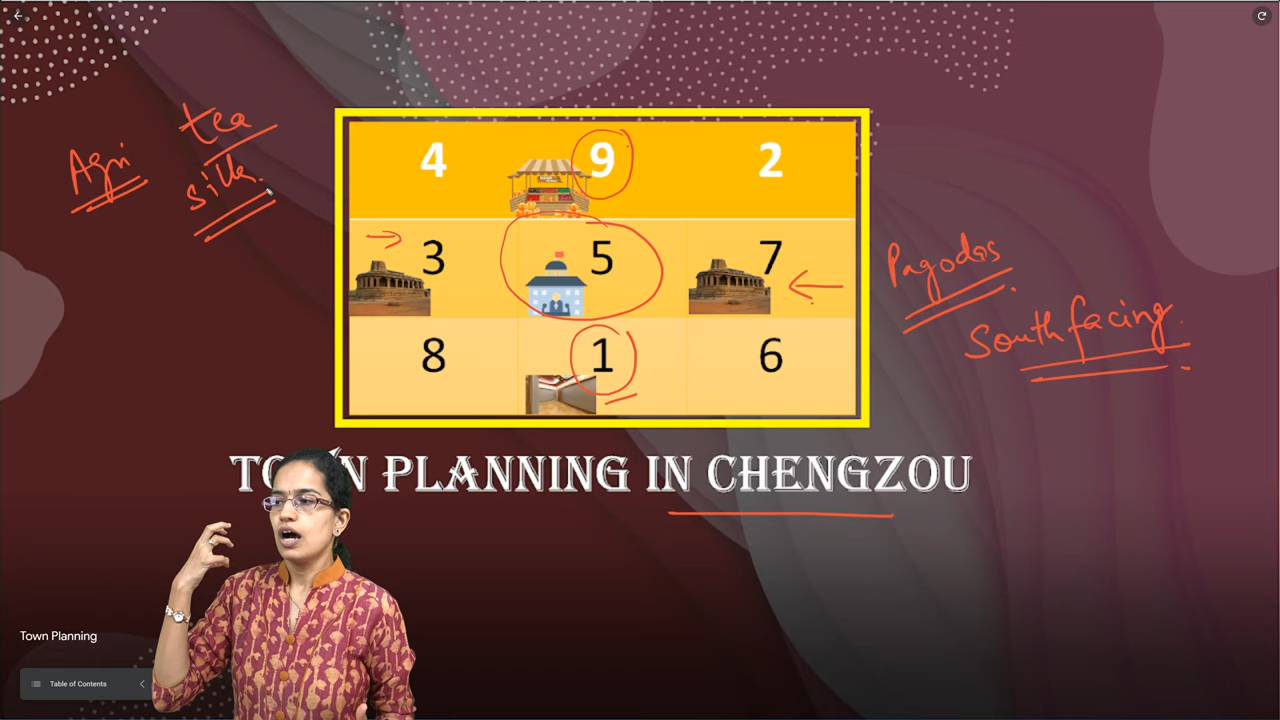 tea
Agri
silk.
4 9 2
3 5 7
8 1 6
Pagodas
South facing.
TOWN PLANNING IN CHENGZOU
Town Planning
Table of Contents